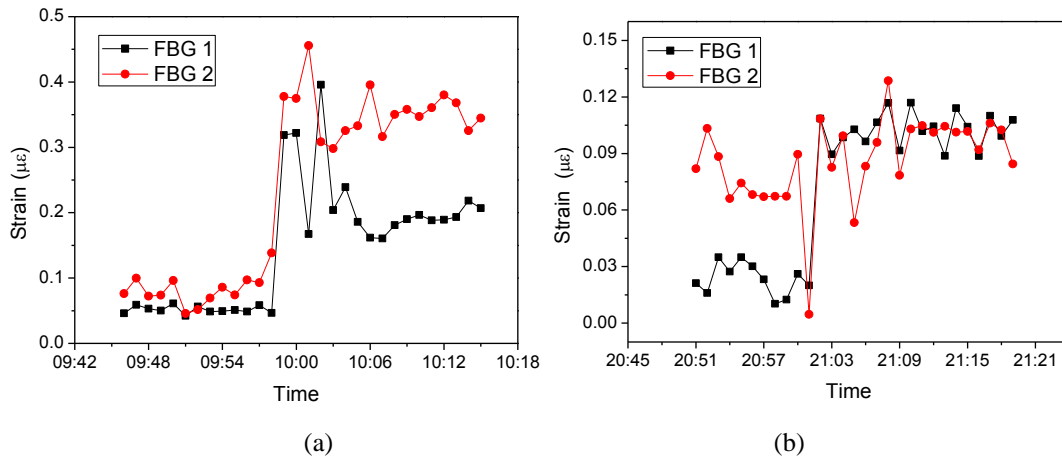 0.5
0.4
0.3
0.2
0.1
0.0
Strain (με)
FBG 1
FBG 2
09:42 09:48 09:54 10:00 10:06 10:12 10:18
Time
(a)
0.15
0.12
0.09
0.06
0.03
0.00
Strain (με)
FBG 1
FBG 2
20:45 20:51 20:57 21:03 21:09 21:15 21:21
Time
(b)